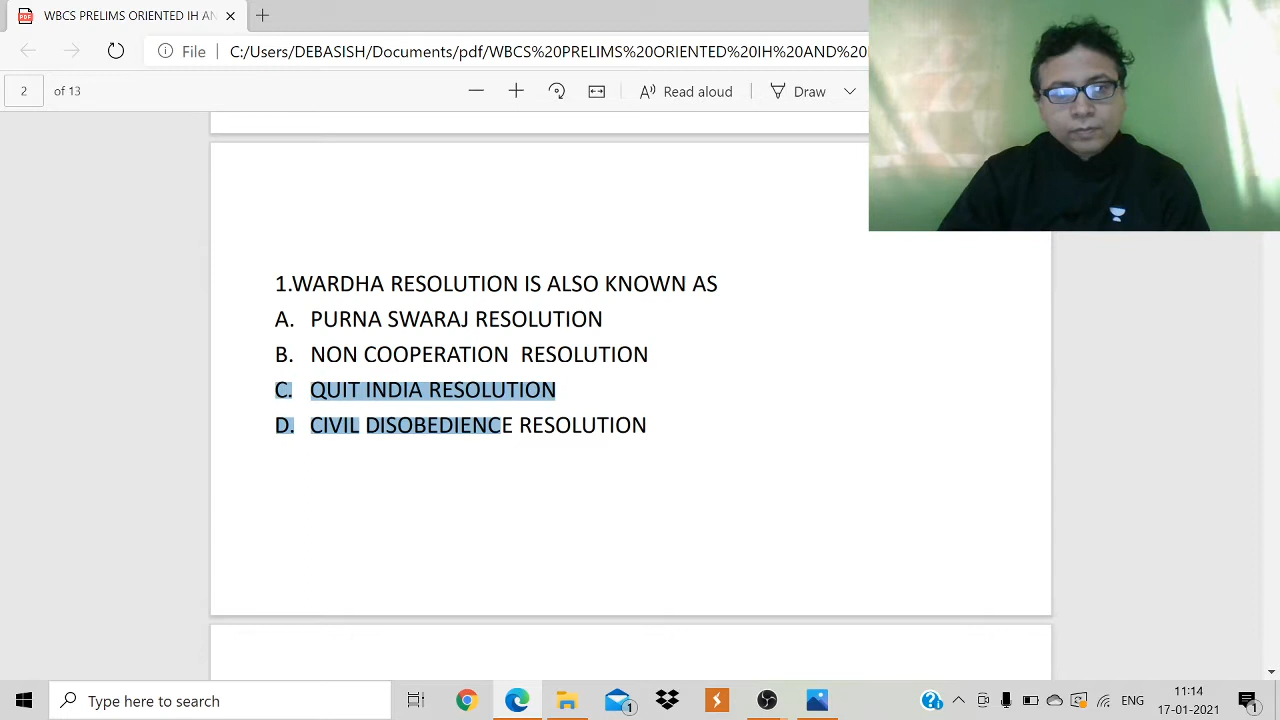 WBCS PRELIMS ORIENTED IH AN
File C:/Users/DEBASISH/Documents/pdf/WBCS%20PRELIMS%20ORIENTED%20IH%20AND%20
2 of 13 Read aloud Draw
1.WARDHA RESOLUTION IS ALSO KNOWN AS
A. PURNA SWARAJ RESOLUTION
B. NON COOPERATION RESOLUTION
C. QUIT INDIA RESOLUTION
D. CIVIL DISOBEDIENCE RESOLUTION
Type here to search
1
ENG
11:14
17-01-2021
1